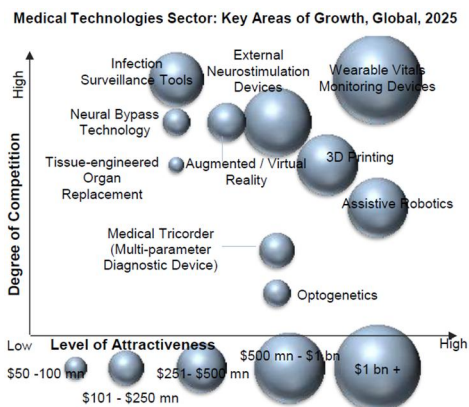 Medical Technologies Sector: Key Areas of Growth, Global, 2025
High
Degree of Competition
Infection
Surveillance Tools
External
Neurostimulation
Devices
Wearable Vitals
Monitoring Devices
Neural Bypass
Technology
Tissue-engineered
Organ
Replacement
Augmented / Virtual
Reality
3D Printing
Assistive Robotics
Medical Tricorder
(Multi-parameter
Diagnostic Device)
Optogenetics
Low
Level of Attractiveness
High
$50 -100 mn
$101 - $250 mn
$251- $500 mn
$500 mn - $1 bn
$1 bn +